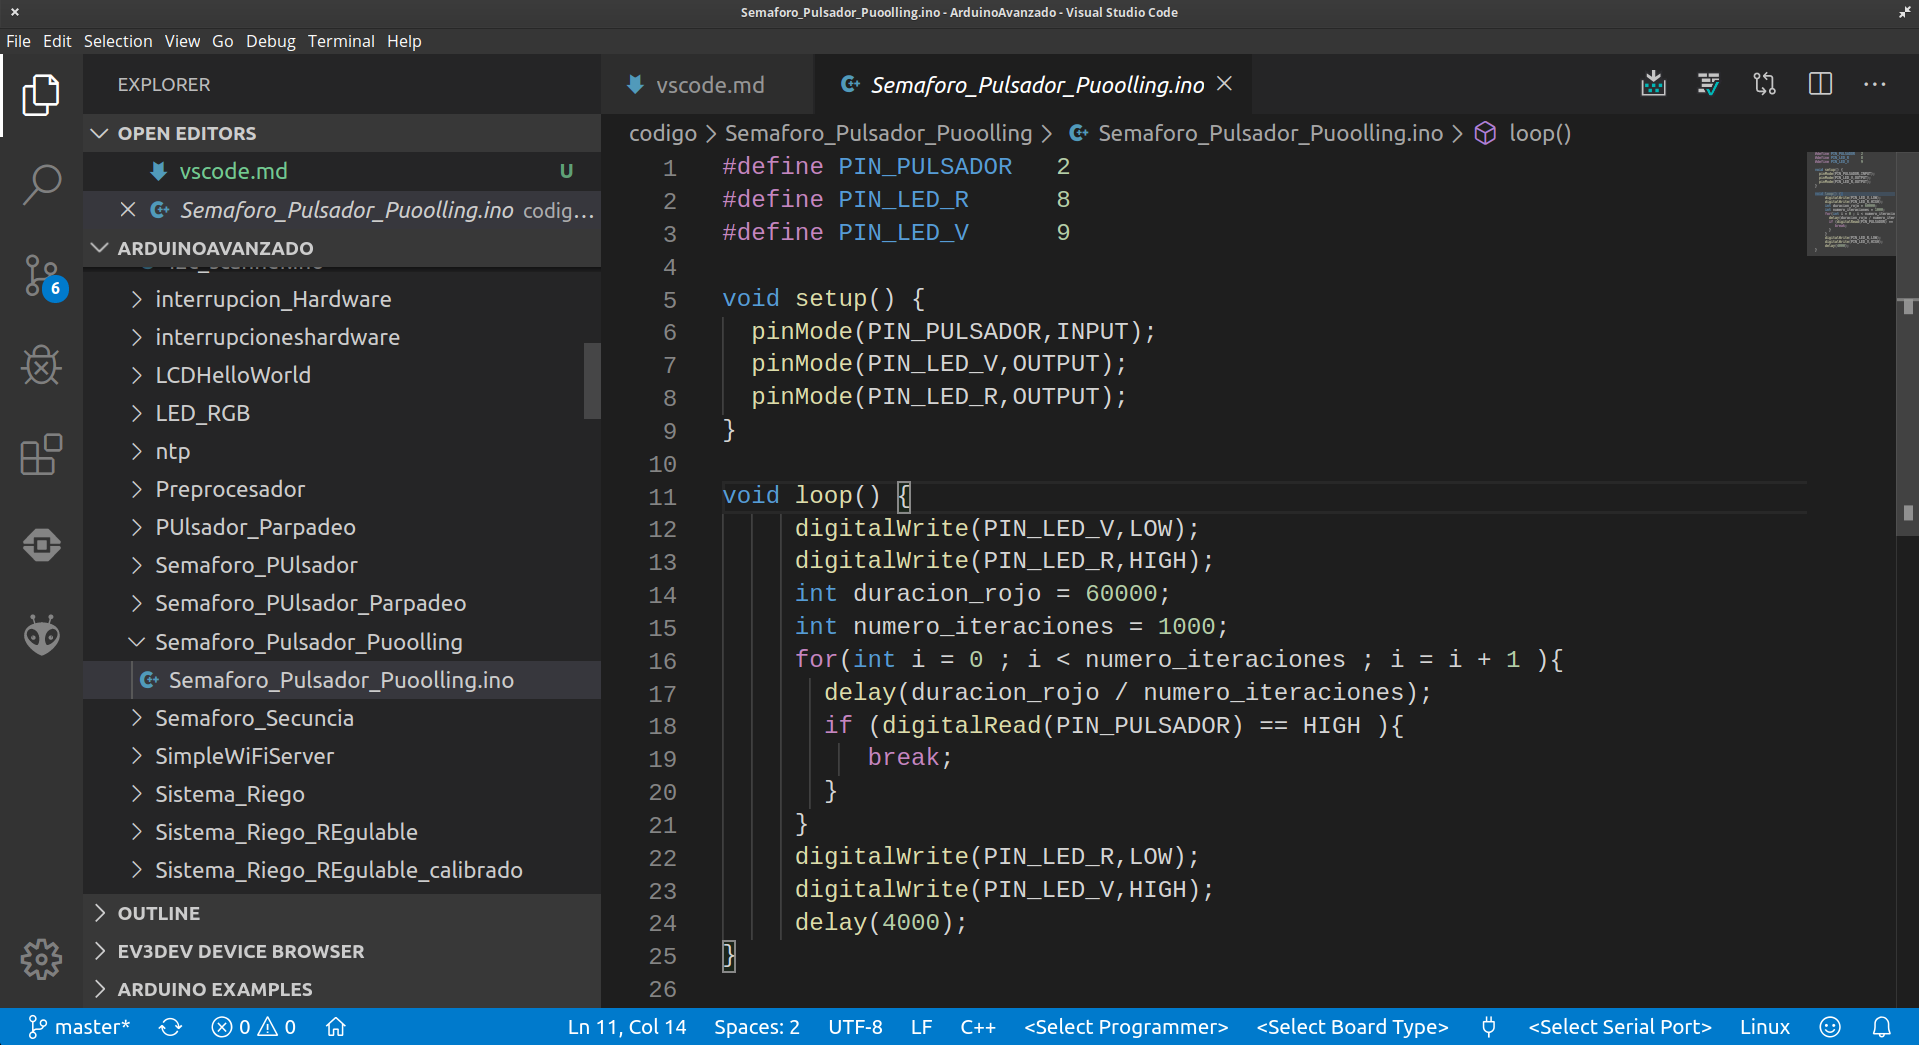 Semaforo_Pulsador_Puoolling.ino - ArduinoAvanzado - Visual Studio Code
File Edit Selection View Go Debug Terminal Help
EXPLORER
OPEN EDITORS
vscode.md U
Semaforo_Pulsador_Puoolling.ino codig...
ARDUINOAVANZADO
interrupcion_Hardware
interrupcioneshardware
LCDHelloWorld
LED_RGB
ntp
Preprocesador
PUlsador_Parpadeo
Semaforo_PUlsador
Semaforo_PUlsador_Parpadeo
Semaforo_Pulsador_Puoolling
Semaforo_Pulsador_Puoolling.ino
Semaforo_Secuncia
SimpleWiFiServer
Sistema_Riego
Sistema_Riego_REgulable
Sistema_Riego_REgulable_calibrado
OUTLINE
EV3DEV DEVICE BROWSER
ARDUINO EXAMPLES
6
vscode.md Semaforo_Pulsador_Puoolling.ino
codigo > Semaforo_Pulsador_Puoolling > Semaforo_Pulsador_Puoolling.ino > loop()
1 #define PIN_PULSADOR   2
2 #define PIN_LED_R      8
3 #define PIN_LED_V      9
4
5 void setup() {
6   pinMode(PIN_PULSADOR,INPUT);
7   pinMode(PIN_LED_V,OUTPUT);
8   pinMode(PIN_LED_R,OUTPUT);
9 }
10
11 void loop() {
12      digitalWrite(PIN_LED_V,LOW);
13      digitalWrite(PIN_LED_R,HIGH);
14      int duracion_rojo = 60000;
15      int numero_iteraciones = 1000;
16      for(int i = 0 ; i < numero_iteraciones ; i = i + 1 ){
17        delay(duracion_rojo / numero_iteraciones);
18        if (digitalRead(PIN_PULSADOR) == HIGH ){
19           break;
20        }
21      }
22      digitalWrite(PIN_LED_R,LOW);
23      digitalWrite(PIN_LED_V,HIGH);
24      delay(4000);
25 }
26
master* 0 0 Ln 11, Col 14 Spaces: 2 UTF-8 LF C++ <Select Programmer> <Select Board Type> <Select Serial Port> Linux